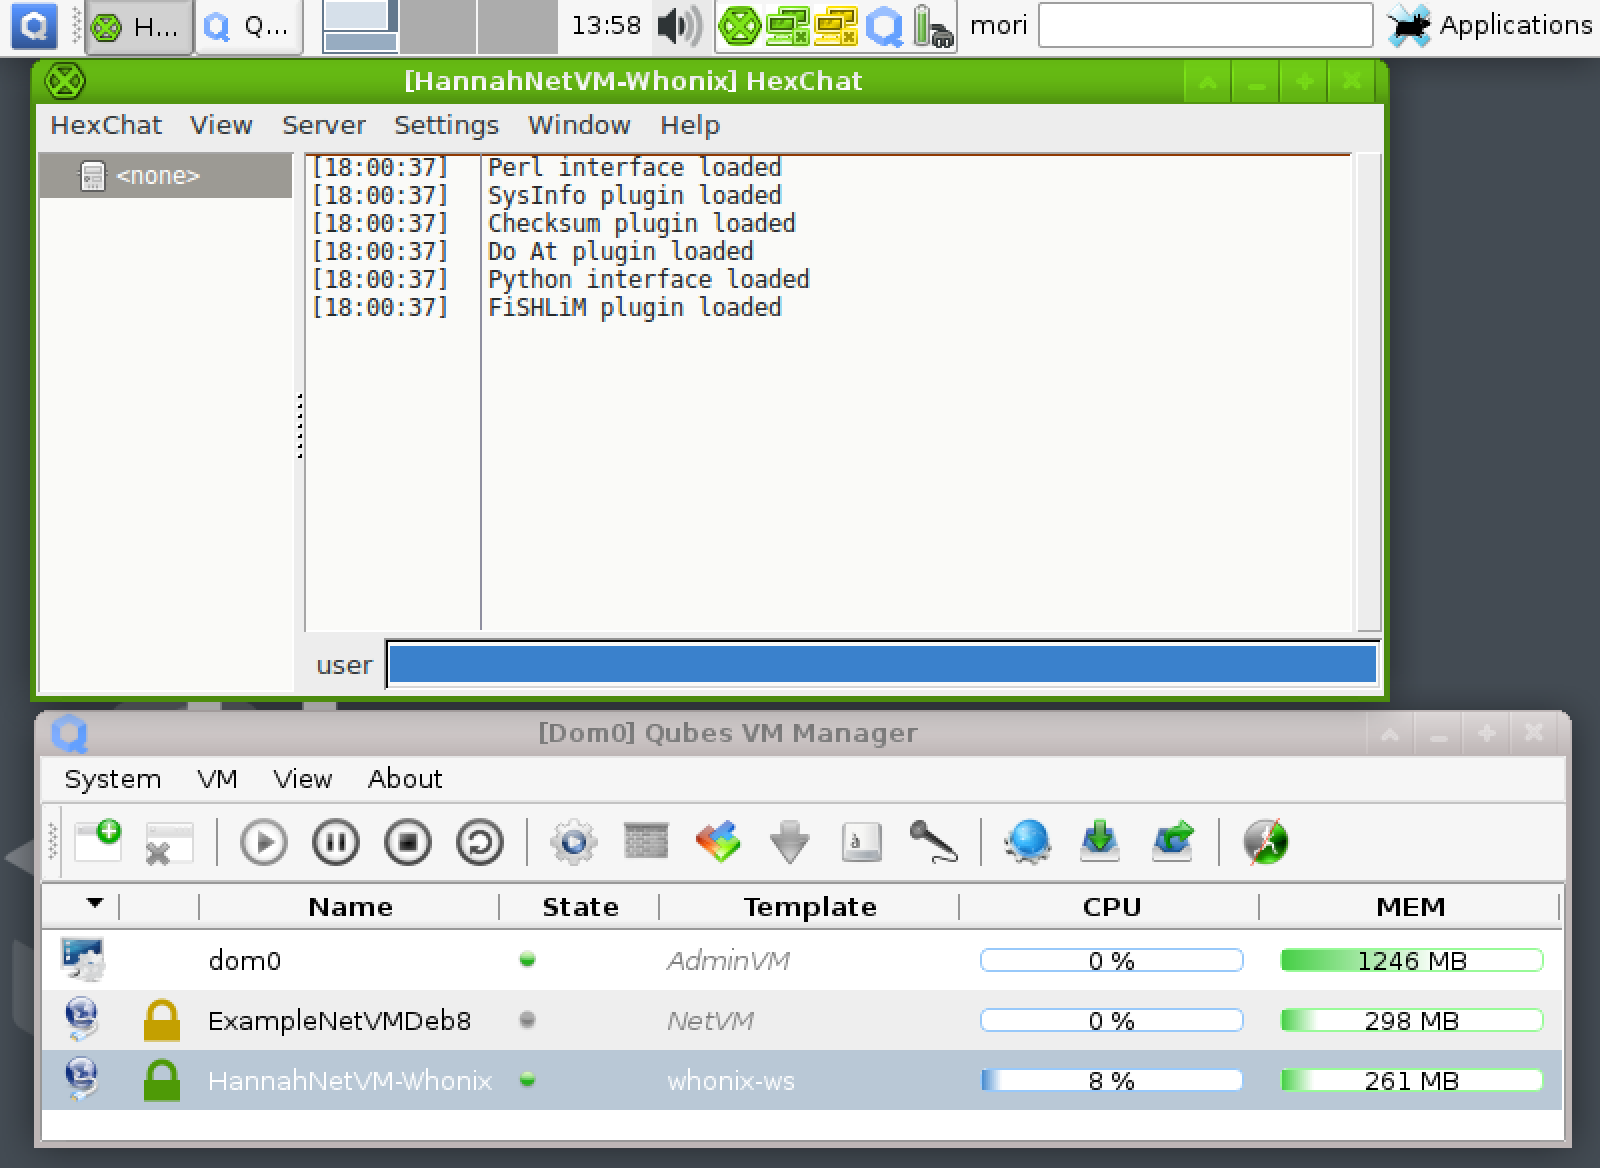 H... Q... 13:58 mori Applications
[HannahNetVM-Whonix] HexChat
HexChat View Server Settings Window Help
<none>
[18:00:37] Perl interface loaded
[18:00:37] SysInfo plugin loaded
[18:00:37] Checksum plugin loaded
[18:00:37] Do At plugin loaded
[18:00:37] Python interface loaded
[18:00:37] FiSHLiM plugin loaded
user
[Dom0] Qubes VM Manager
System VM View About
Name State Template CPU MEM
dom0 AdminVM 0 % 1246 MB
ExampleNetVMDeb8 NetVM 0 % 298 MB
HannahNetVM-Whonix whonix-ws 8 % 261 MB